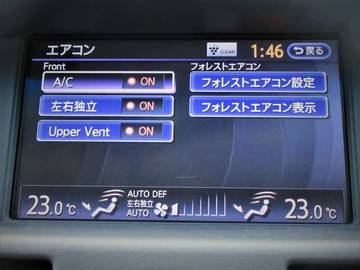 エアコン
CLEAN
1:46
戻る
Front
フォレストエアコン
A/C ON
フォレストエアコン設定
左右独立 ON
フォレストエアコン表示
Upper Vent ON
AUTO DEF
左右独立
AUTO
23.0℃
23.0℃